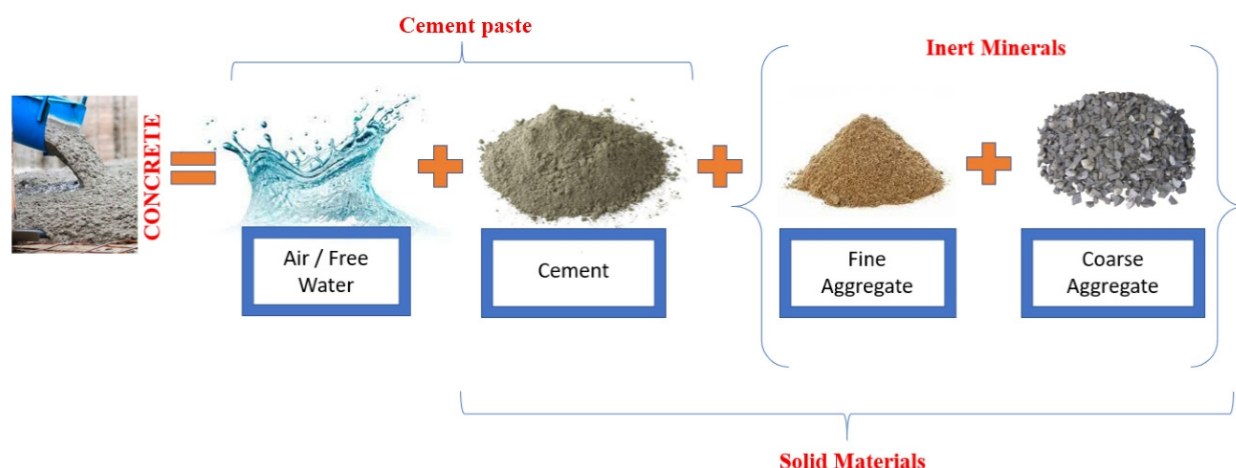 Cement paste
Inert Minerals
CONCRETE
Air / Free
Water
Cement
Fine
Aggregate
Coarse
Aggregate
Solid Materials